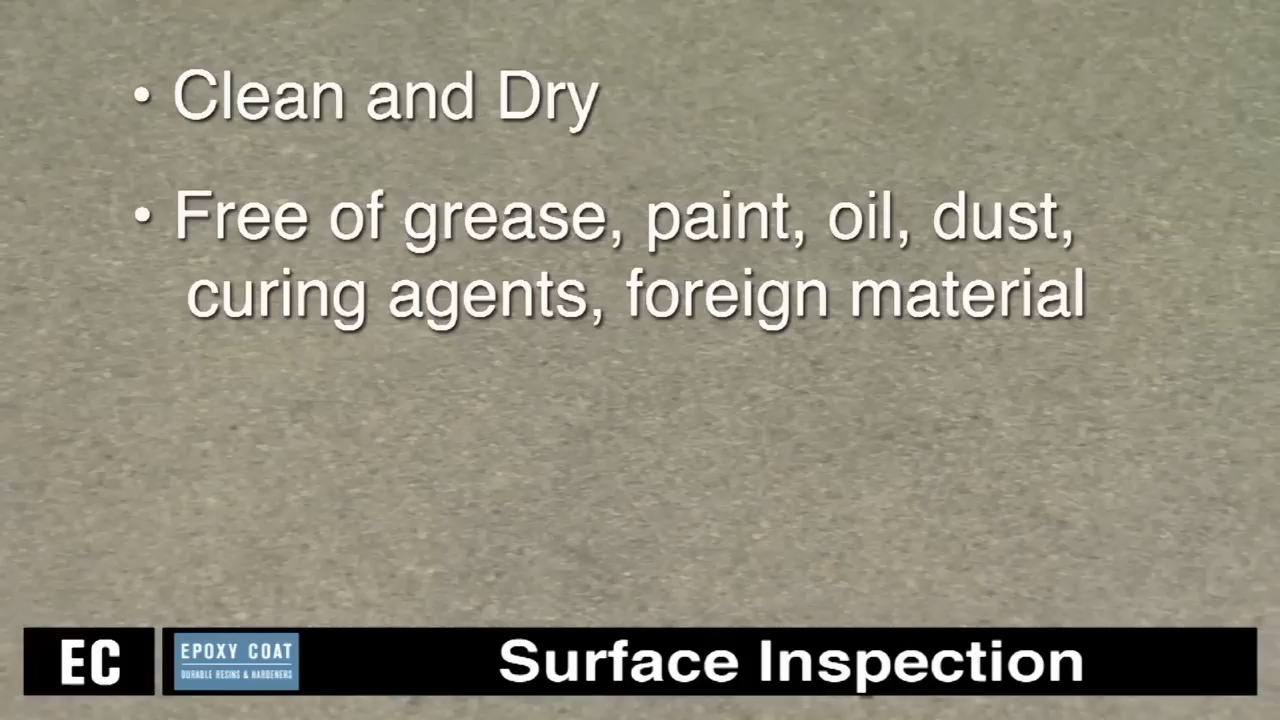 • Clean and Dry
• Free of grease, paint, oil, dust,
curing agents, foreign material
EC
EPOXY COAT
DURABLE RESINS & HARDENERS
Surface Inspection